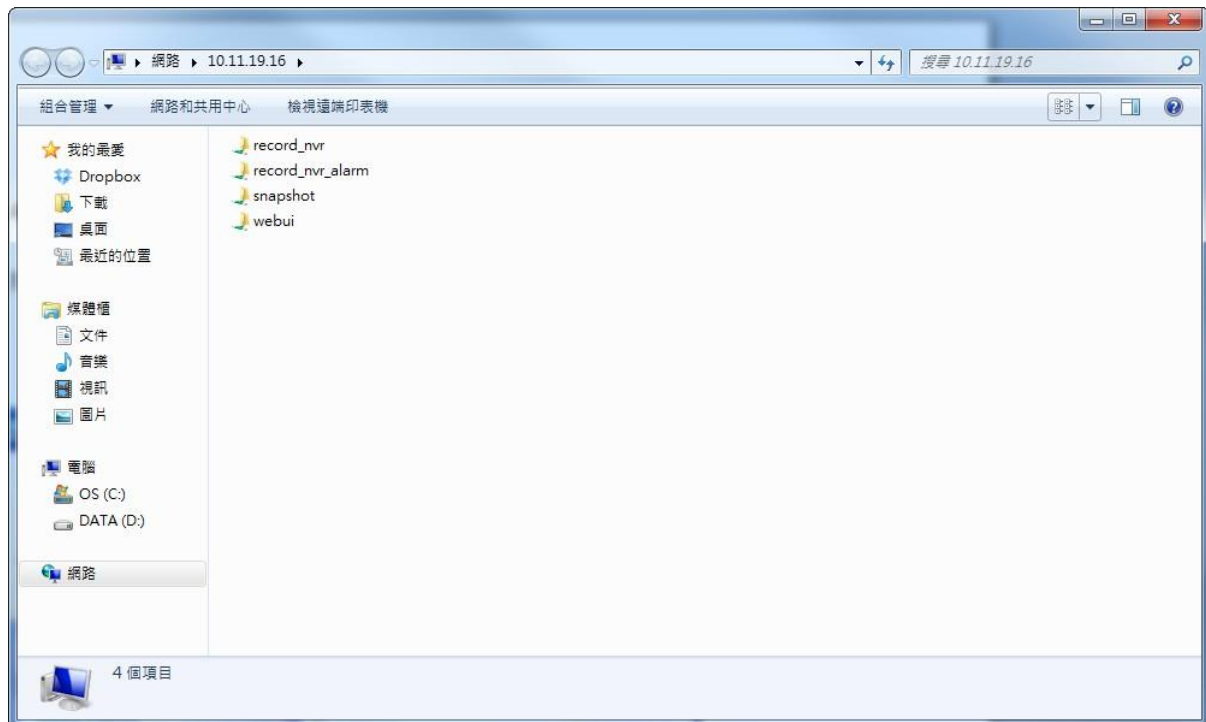 網路 10.11.19.16
搜尋 10.11.19.16
組合管理 網路和共用中心 檢視遠端印表機
我的最愛
Dropbox
下載
桌面
最近的位置
媒體櫃
文件
音樂
視訊
圖片
電腦
OS (C:)
DATA (D:)
網路
record_nvr
record_nvr_alarm
snapshot
webui
4 個項目